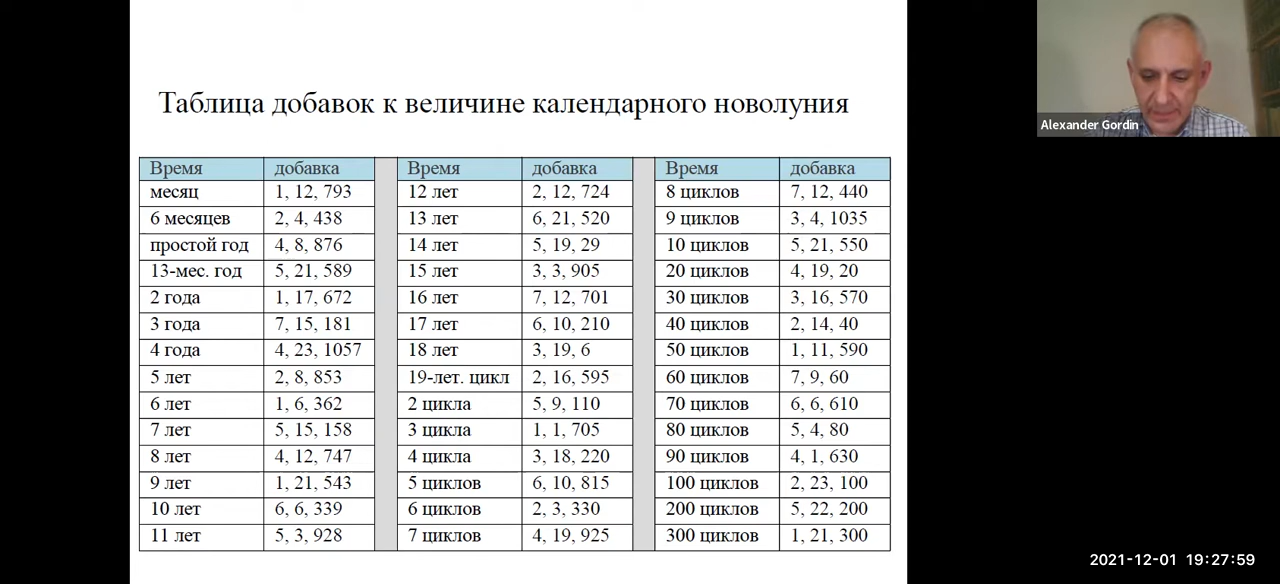 Таблица добавок к величине календарного новолуния
Alexander Gordin
Время добавка Время добавка Время добавка
месяц 1, 12, 793 12 лет 2, 12, 724 8 циклов 7, 12, 440
6 месяцев 2, 4, 438 13 лет 6, 21, 520 9 циклов 3, 4, 1035
простой год 4, 8, 876 14 лет 5, 19, 29 10 циклов 5, 21, 550
13-мес. год 5, 21, 589 15 лет 3, 3, 905 20 циклов 4, 19, 20
2 года 1, 17, 672 16 лет 7, 12, 701 30 циклов 3, 16, 570
3 года 7, 15, 181 17 лет 6, 10, 210 40 циклов 2, 14, 40
4 года 4, 23, 1057 18 лет 3, 19, 6 50 циклов 1, 11, 590
5 лет 2, 8, 853 19-лет. цикл 2, 16, 595 60 циклов 7, 9, 60
6 лет 1, 6, 362 2 цикла 5, 9, 110 70 циклов 6, 6, 610
7 лет 5, 15, 158 3 цикла 1, 1, 705 80 циклов 5, 4, 80
8 лет 4, 12, 747 4 цикла 3, 18, 220 90 циклов 4, 1, 630
9 лет 1, 21, 543 5 циклов 6, 10, 815 100 циклов 2, 23, 100
10 лет 6, 6, 339 6 циклов 2, 3, 330 200 циклов 5, 22, 200
11 лет 5, 3, 928 7 циклов 4, 19, 925 300 циклов 1, 21, 300
2021-12-01 19:27:59